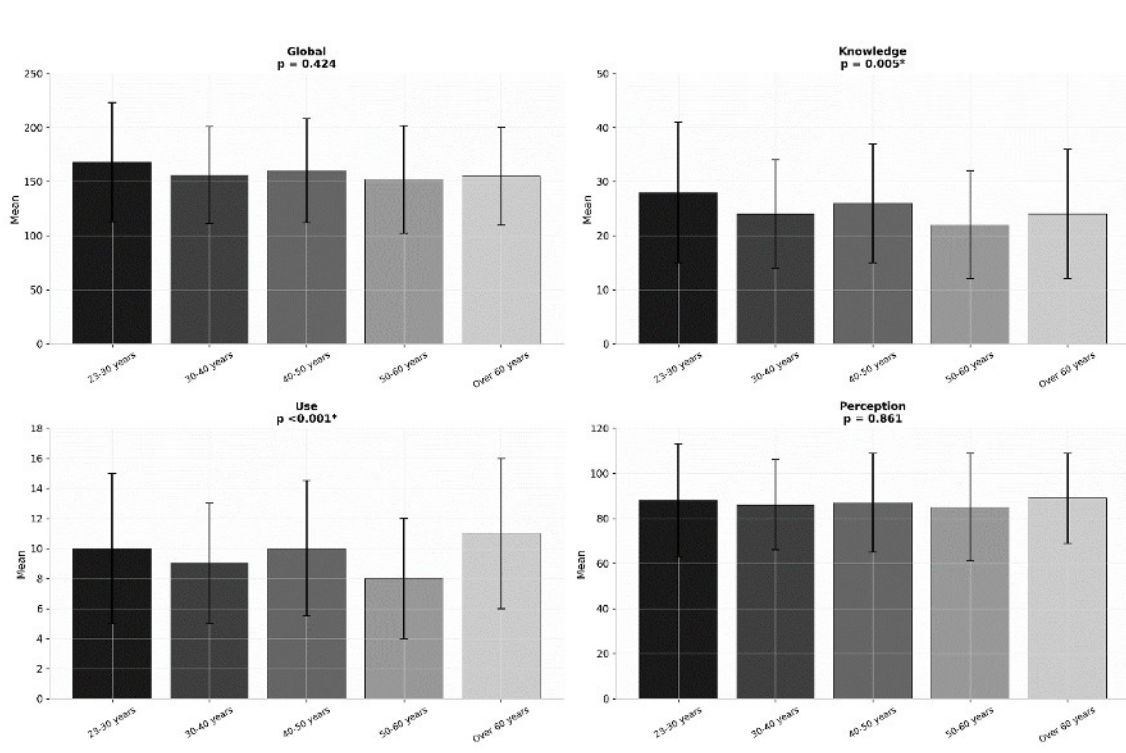 Global
p = 0.424
250
200
150
100
50
0
Mean
23-30 years
30-40 years
40-50 years
50-60 years
Over 60 years
Knowledge
p = 0.005*
50
40
30
20
10
0
Mean
23-30 years
30-40 years
40-50 years
50-60 years
Over 60 years
Use
p <0.001*
18
16
14
12
10
8
6
4
2
0
Mean
23-30 years
30-40 years
40-50 years
50-60 years
Over 60 years
Perception
p = 0.861
120
100
80
60
40
20
0
Mean
23-30 years
30-40 years
40-50 years
50-60 years
Over 60 years